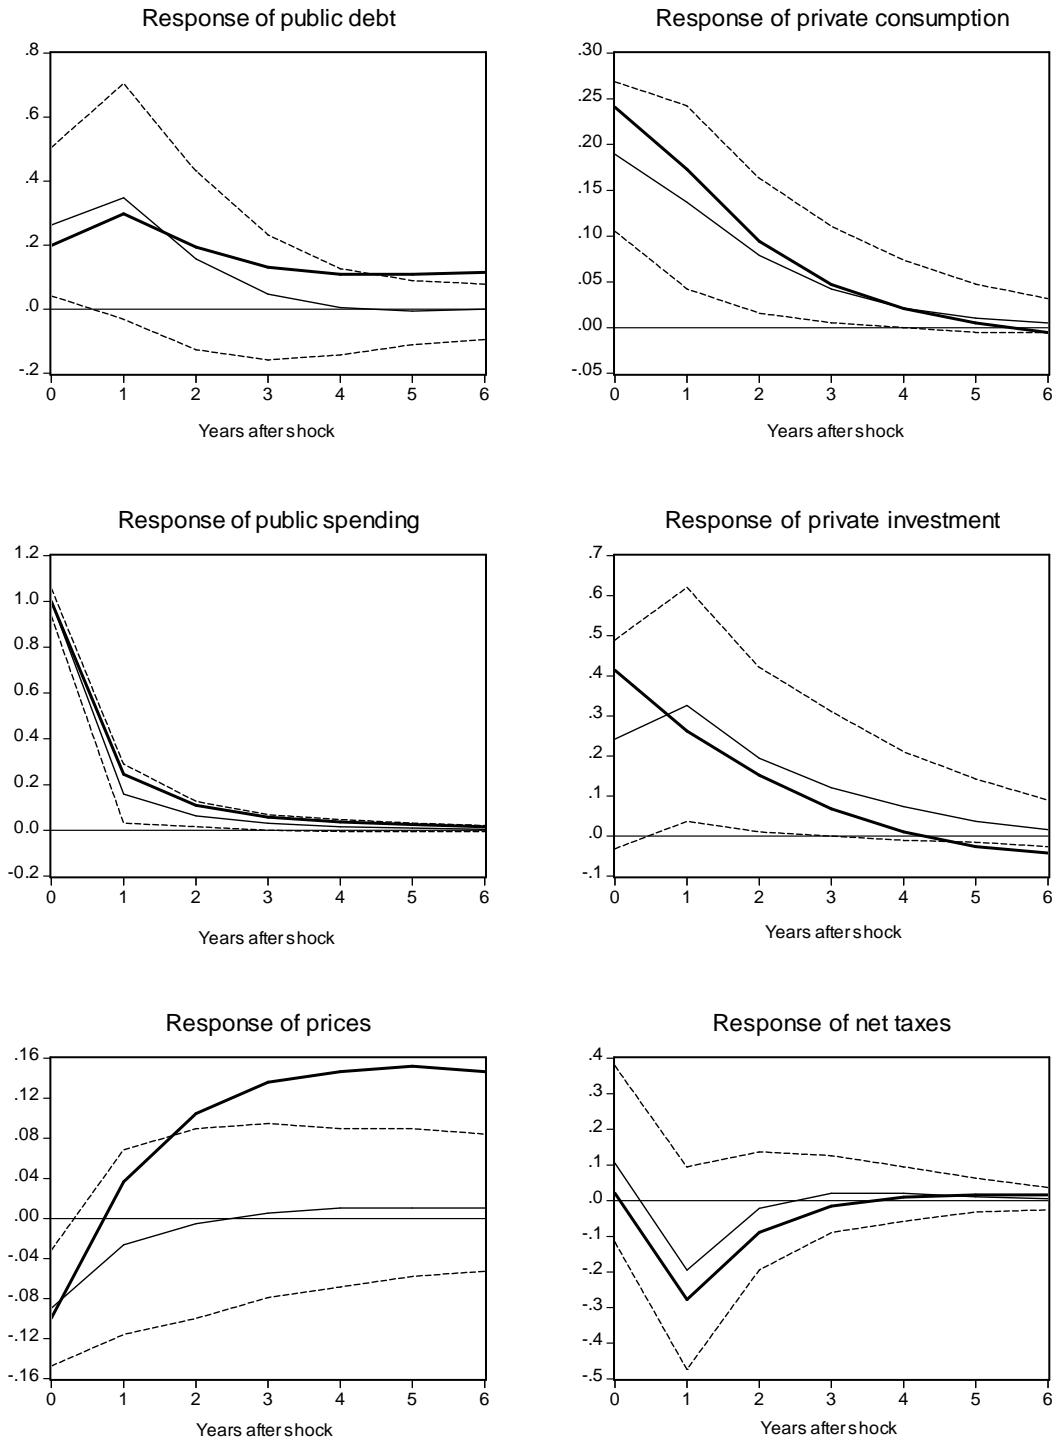 Response of public debt
.8
.6
.4
.2
.0
-.2
0 1 2 3 4 5 6
Years after shock
Response of private consumption
.30
.25
.20
.15
.10
.05
.00
-.05
0 1 2 3 4 5 6
Years after shock
Response of public spending
1.2
1.0
0.8
0.6
0.4
0.2
0.0
-0.2
0 1 2 3 4 5 6
Years after shock
Response of private investment
.7
.6
.5
.4
.3
.2
.1
.0
-.1
0 1 2 3 4 5 6
Years after shock
Response of prices
.16
.12
.08
.04
.00
-.04
-.08
-.12
-.16
0 1 2 3 4 5 6
Years after shock
Response of net taxes
.4
.3
.2
.1
.0
-.1
-.2
-.3
-.4
-.5
0 1 2 3 4 5 6
Years after shock